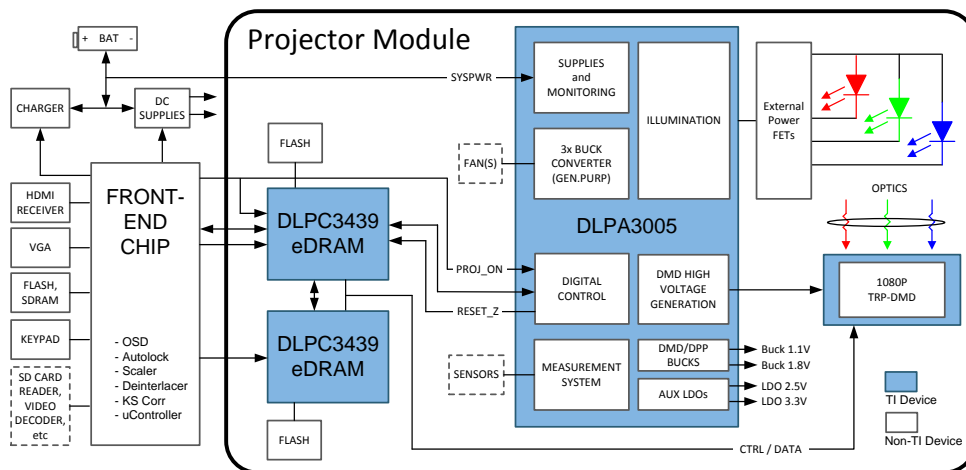 + BAT -
Projector Module
SYSPWR
CHARGER
DC
SUPPLIES
SUPPLIES
and
MONITORING
ILLUMINATION
External
Power
FETs
FLASH
FAN(S)
3x BUCK
CONVERTER
(GEN.PURP)
FRONT-
END
CHIP
HDMI
RECEIVER
VGA
FLASH,
SDRAM
KEYPAD
SD CARD
READER,
VIDEO
DECODER,
etc
- OSD
- Autolock
- Scaler
- Deinterlacer
- KS Corr
- uController
DLPC3439
eDRAM
DLPC3439
eDRAM
FLASH
DLPA3005
PROJ_ON
RESET_Z
DIGITAL
CONTROL
DMD HIGH
VOLTAGE
GENERATION
SENSORS
MEASUREMENT
SYSTEM
DMD/DPP
BUCKS
AUX LDOs
Buck 1.1V
Buck 1.8V
LDO 2.5V
LDO 3.3V
CTRL / DATA
OPTICS
1080P
TRP-DMD
TI Device
Non-TI Device